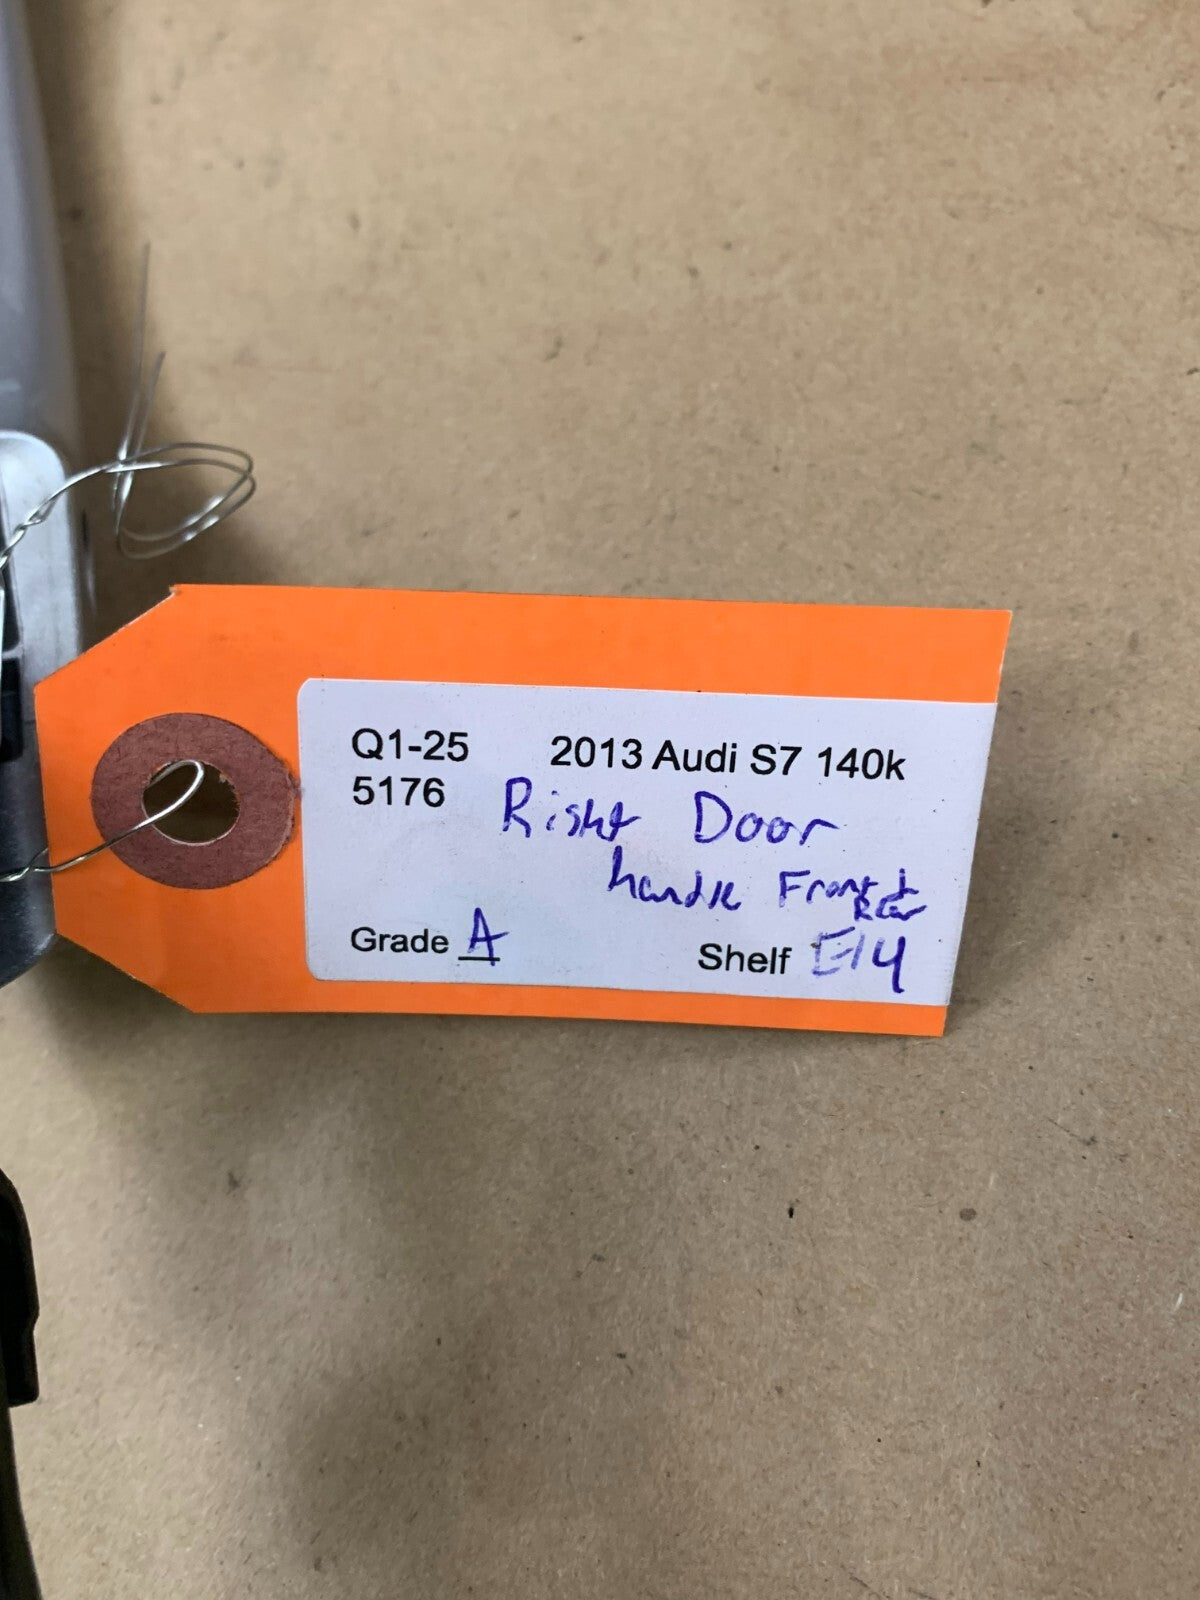 Q1-25 2013 Audi S7 140k
5176 Right Door
handle Front +
Rear
Grade A Shelf E14